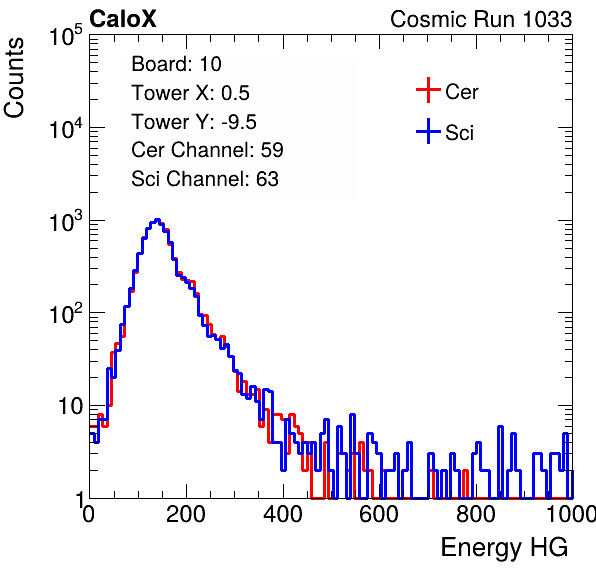 CaloX Cosmic Run 1033
Counts
10^5
10^4
10^3
10^2
10
1
Board: 10
Tower X: 0.5
Tower Y: -9.5
Cer Channel: 59
Sci Channel: 63
Cer
Sci
0 200 400 600 800 1000
Energy HG